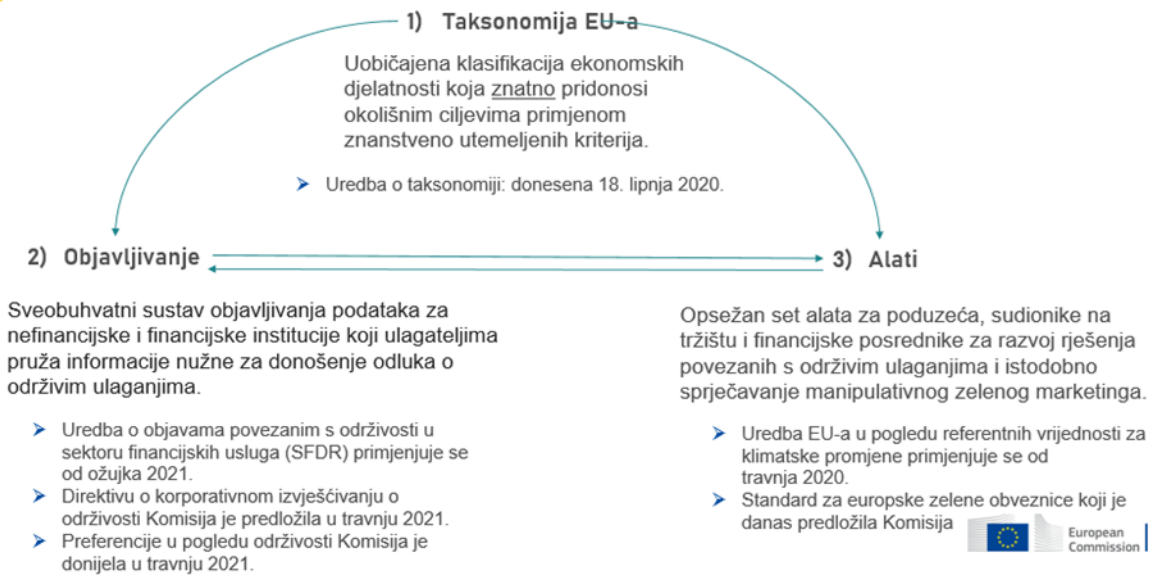 1) Taksonomija EU-a
Uobičajena klasifikacija ekonomskih
djelatnosti koja znatno pridonosi
okolišnim ciljevima primjenom
znanstveno utemeljenih kriterija.
➤ Uredba o taksonomiji: donesena 18. lipnja 2020.
2) Objavljivanje
Sveobuhvatni sustav objavljivanja podataka za
nefinancijske i financijske institucije koji ulagateljima
pruža informacije nužne za donošenje odluka o
održivim ulaganjima.
➤ Uredba o objavama povezanim s održivosti u
sektoru financijskih usluga (SFDR) primjenjuje se
od ožujka 2021.
➤ Direktivu o korporativnom izvješćivanju o
održivosti Komisija je predložila u travnju 2021.
➤ Preferencije u pogledu održivosti Komisija je
donijela u travnju 2021.
3) Alati
Opsežan set alata za poduzeća, sudionike na
tržištu i financijske posrednike za razvoj rješenja
povezanih s održivim ulaganjima i istodobno
sprječavanje manipulativnog zelenog marketinga.
➤ Uredba EU-a u pogledu referentnih vrijednosti za
klimatske promjene primjenjuje se od
travnja 2020.
➤ Standard za europske zelene obveznice koji je
danas predložila Komisija
European
Commission